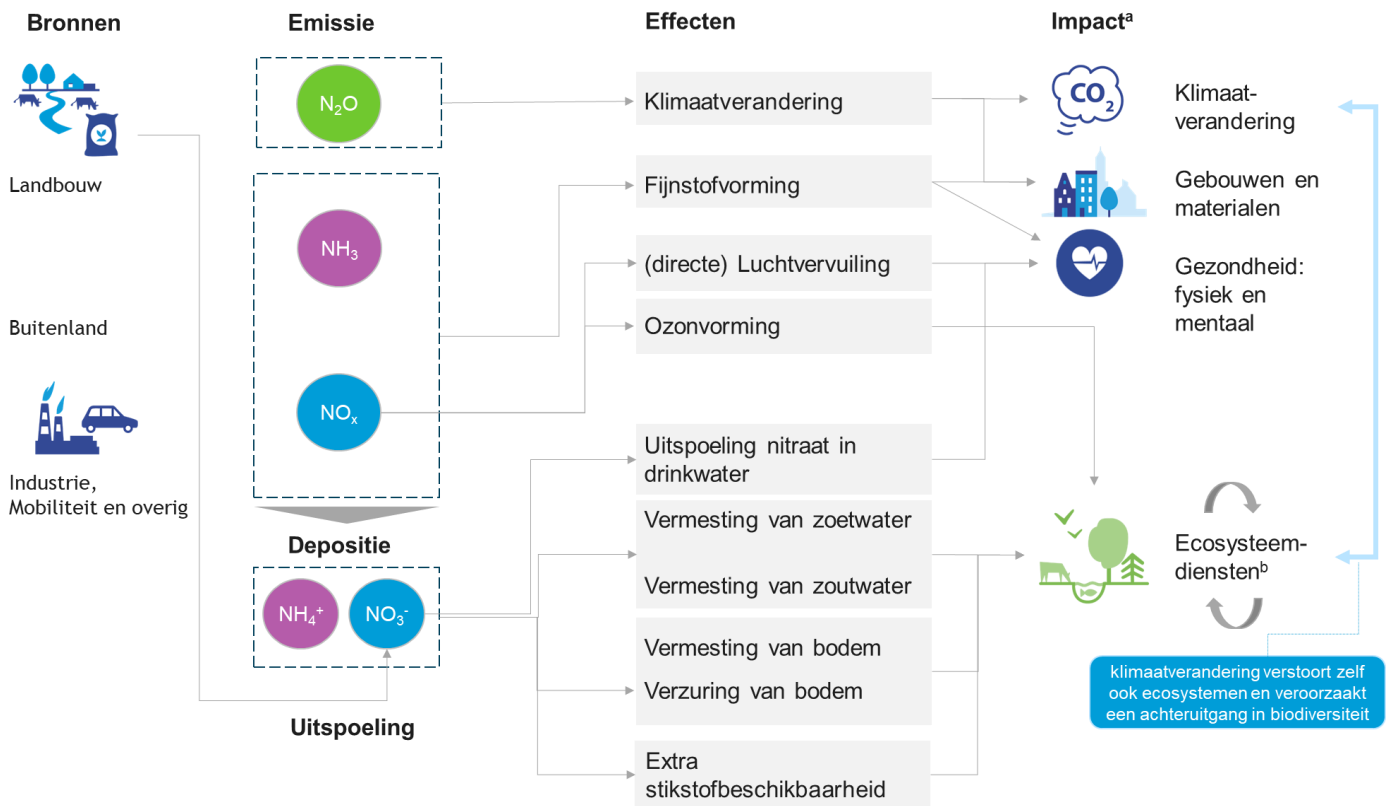 Bronnen
Emissie
Effecten
Impactᵃ
N₂O
Klimaatverandering
CO₂
Klimaat-
verandering
Landbouw
NH₃
Fijnstofvorming
Gebouwen en
materialen
(directe) Luchtvervuiling
Gezondheid:
fysiek en
mentaal
Buitenland
Ozonvorming
NOₓ
Industrie,
Mobiliteit en overig
Uitspoeling nitraat in
drinkwater
Depositie
Vermesting van zoetwater
Vermesting van zoutwater
Ecosysteem-
dienstenᵇ
NH₄⁺
NO₃⁻
Vermesting van bodem
Verzuring van bodem
klimaatverandering verstoort zelf
ook ecosystemen en veroorzaakt
een achteruitgang in biodiversiteit
Uitspoeling
Extra
stikstofbeschikbaarheid